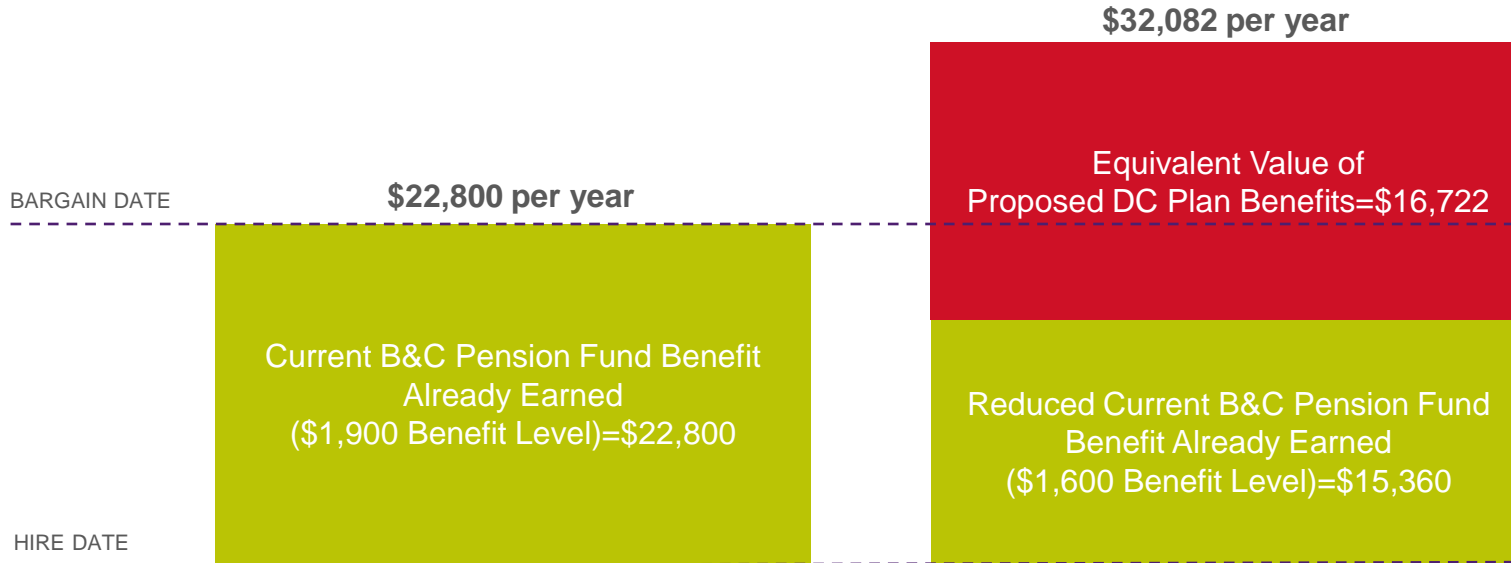 $32,082 per year
Equivalent Value of
Proposed DC Plan Benefits=$16,722
BARGAIN DATE
$22,800 per year
Current B&C Pension Fund Benefit
Already Earned
($1,900 Benefit Level)=$22,800
Reduced Current B&C Pension Fund
Benefit Already Earned
($1,600 Benefit Level)=$15,360
HIRE DATE